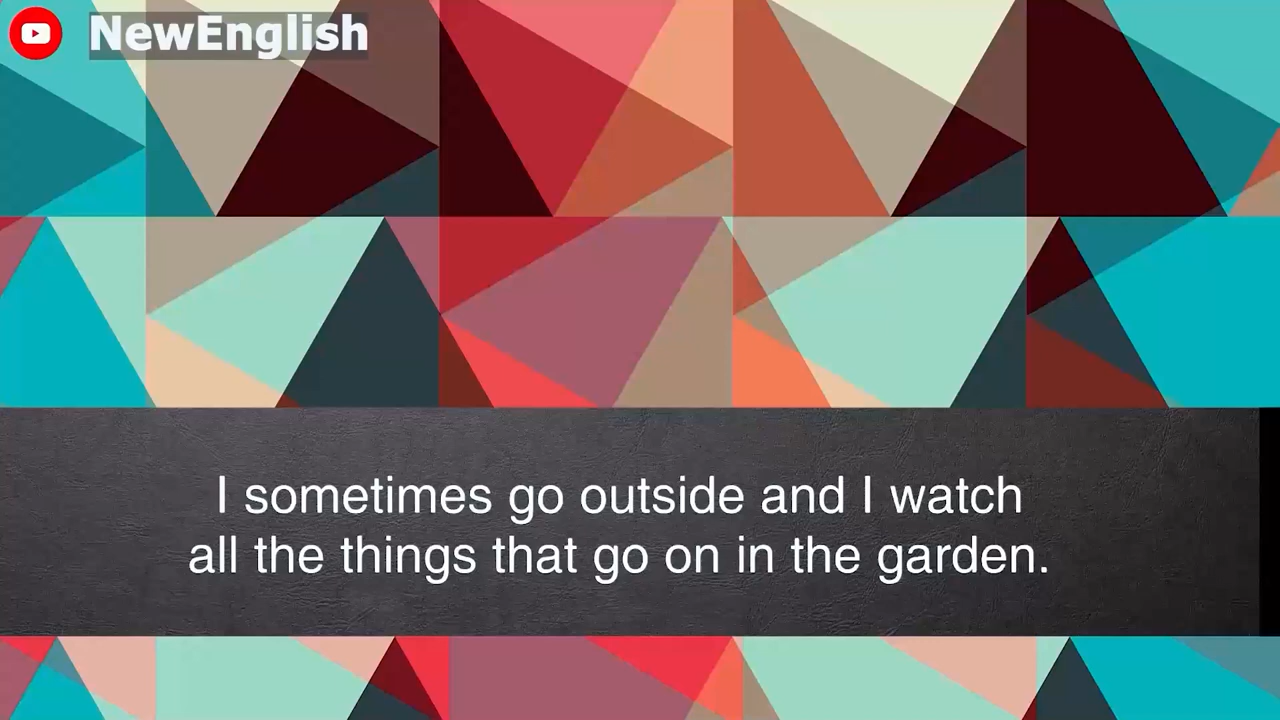 NewEnglish
I sometimes go outside and I watch
all the things that go on in the garden.